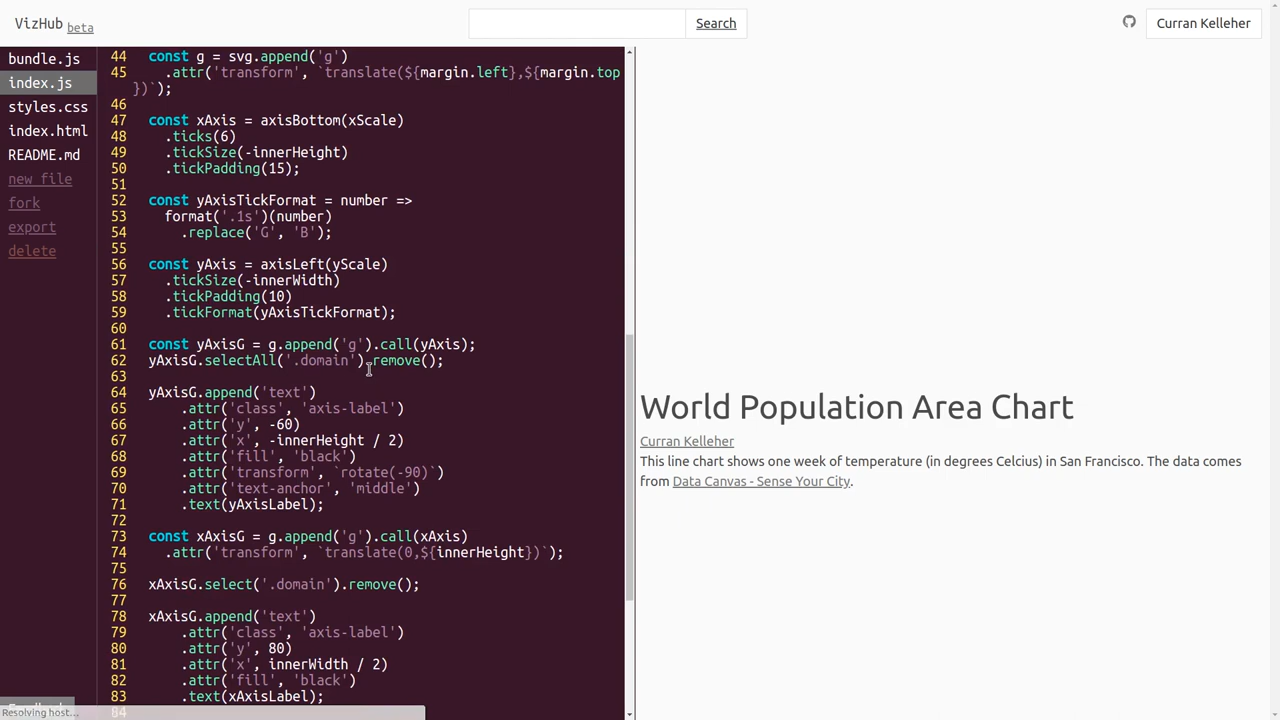 VizHub beta
Search
Curran Kelleher
bundle.js
index.js
styles.css
index.html
README.md
new file
fork
export
delete
44 const g = svg.append('g')
45 .attr('transform', `translate(${margin.left},${margin.top
})`);
46
47 const xAxis = axisBottom(xScale)
48 .ticks(6)
49 .tickSize(-innerHeight)
50 .tickPadding(15);
51
52 const yAxisTickFormat = number =>
53 format('.1s')(number)
54 .replace('G', 'B');
55
56 const yAxis = axisLeft(yScale)
57 .tickSize(-innerWidth)
58 .tickPadding(10)
59 .tickFormat(yAxisTickFormat);
60
61 const yAxisG = g.append('g').call(yAxis);
62 yAxisG.selectAll('.domain').remove();
63
64 yAxisG.append('text')
65 .attr('class', 'axis-label')
66 .attr('y', -60)
67 .attr('x', -innerHeight / 2)
68 .attr('fill', 'black')
69 .attr('transform', `rotate(-90)`)
70 .attr('text-anchor', 'middle')
71 .text(yAxisLabel);
72
73 const xAxisG = g.append('g').call(xAxis)
74 .attr('transform', `translate(0,${innerHeight})`);
75
76 xAxisG.select('.domain').remove();
77
78 xAxisG.append('text')
79 .attr('class', 'axis-label')
80 .attr('y', 80)
81 .attr('x', innerWidth / 2)
82 .attr('fill', 'black')
83 .text(xAxisLabel);
Resolving host...
World Population Area Chart
Curran Kelleher
This line chart shows one week of temperature (in degrees Celcius) in San Francisco. The data comes
from Data Canvas - Sense Your City.